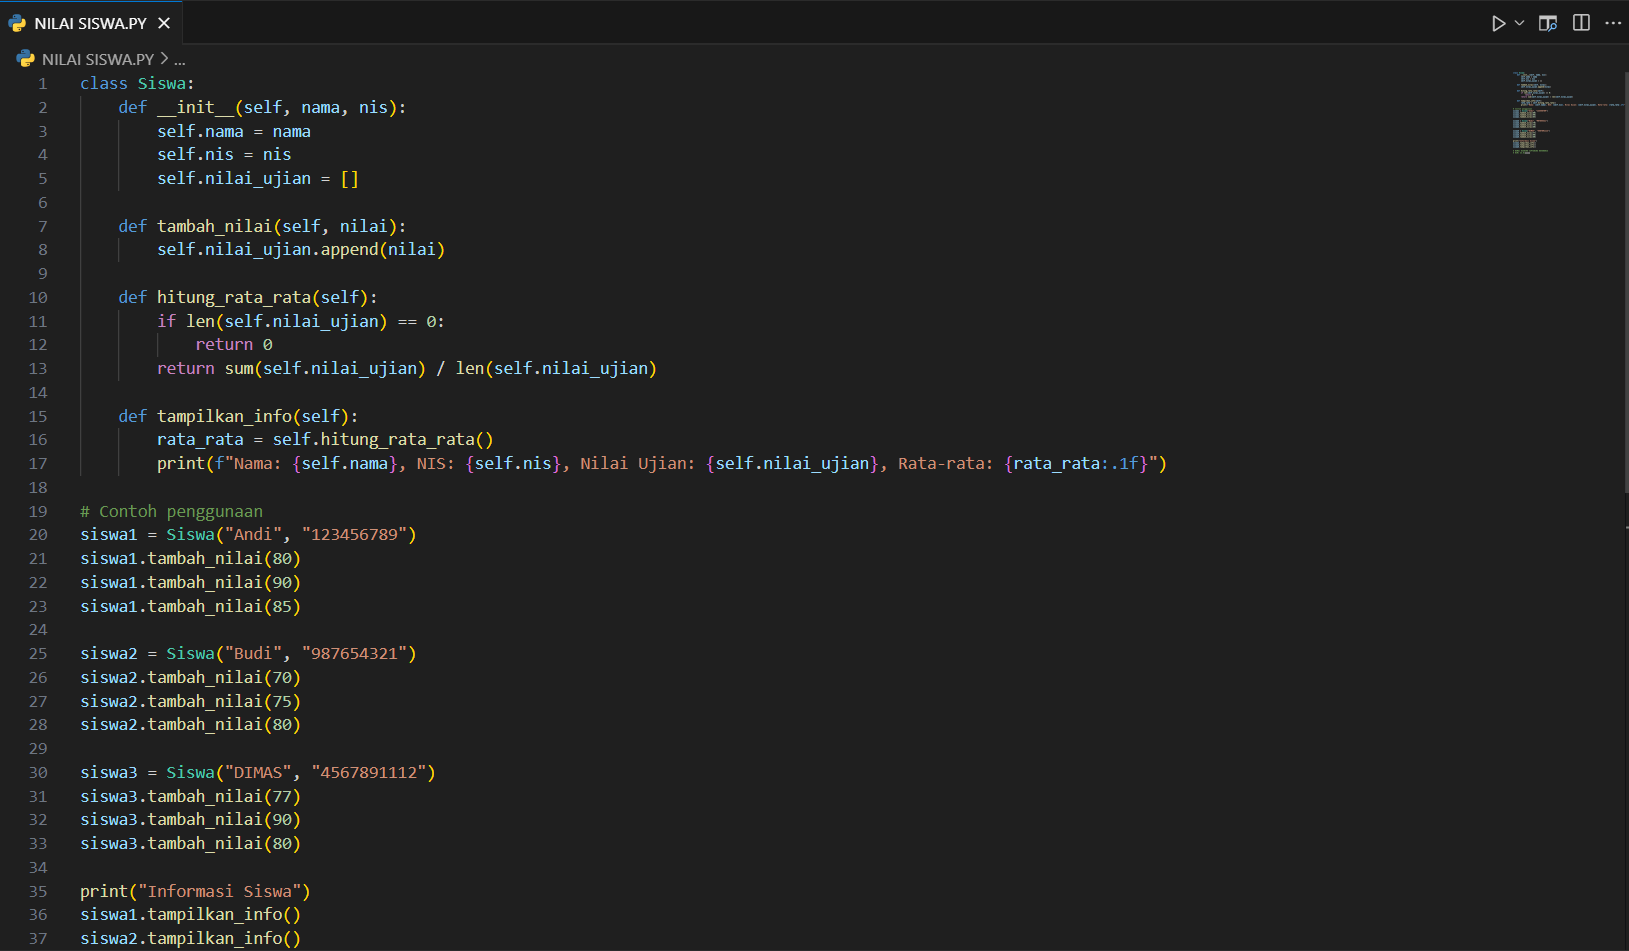 NILAI SISWA.PY
NILAI SISWA.PY > ...
1 class Siswa:
2     def __init__(self, nama, nis):
3         self.nama = nama
4         self.nis = nis
5         self.nilai_ujian = []
6
7     def tambah_nilai(self, nilai):
8         self.nilai_ujian.append(nilai)
9
10     def hitung_rata_rata(self):
11         if len(self.nilai_ujian) == 0:
12             return 0
13         return sum(self.nilai_ujian) / len(self.nilai_ujian)
14
15     def tampilkan_info(self):
16         rata_rata = self.hitung_rata_rata()
17         print(f"Nama: {self.nama}, NIS: {self.nis}, Nilai Ujian: {self.nilai_ujian}, Rata-rata: {rata_rata:.1f}")
18
19 # Contoh penggunaan
20 siswa1 = Siswa("Andi", "123456789")
21 siswa1.tambah_nilai(80)
22 siswa1.tambah_nilai(90)
23 siswa1.tambah_nilai(85)
24
25 siswa2 = Siswa("Budi", "987654321")
26 siswa2.tambah_nilai(70)
27 siswa2.tambah_nilai(75)
28 siswa2.tambah_nilai(80)
29
30 siswa3 = Siswa("DIMAS", "4567891112")
31 siswa3.tambah_nilai(77)
32 siswa3.tambah_nilai(90)
33 siswa3.tambah_nilai(80)
34
35 print("Informasi Siswa")
36 siswa1.tampilkan_info()
37 siswa2.tampilkan_info()